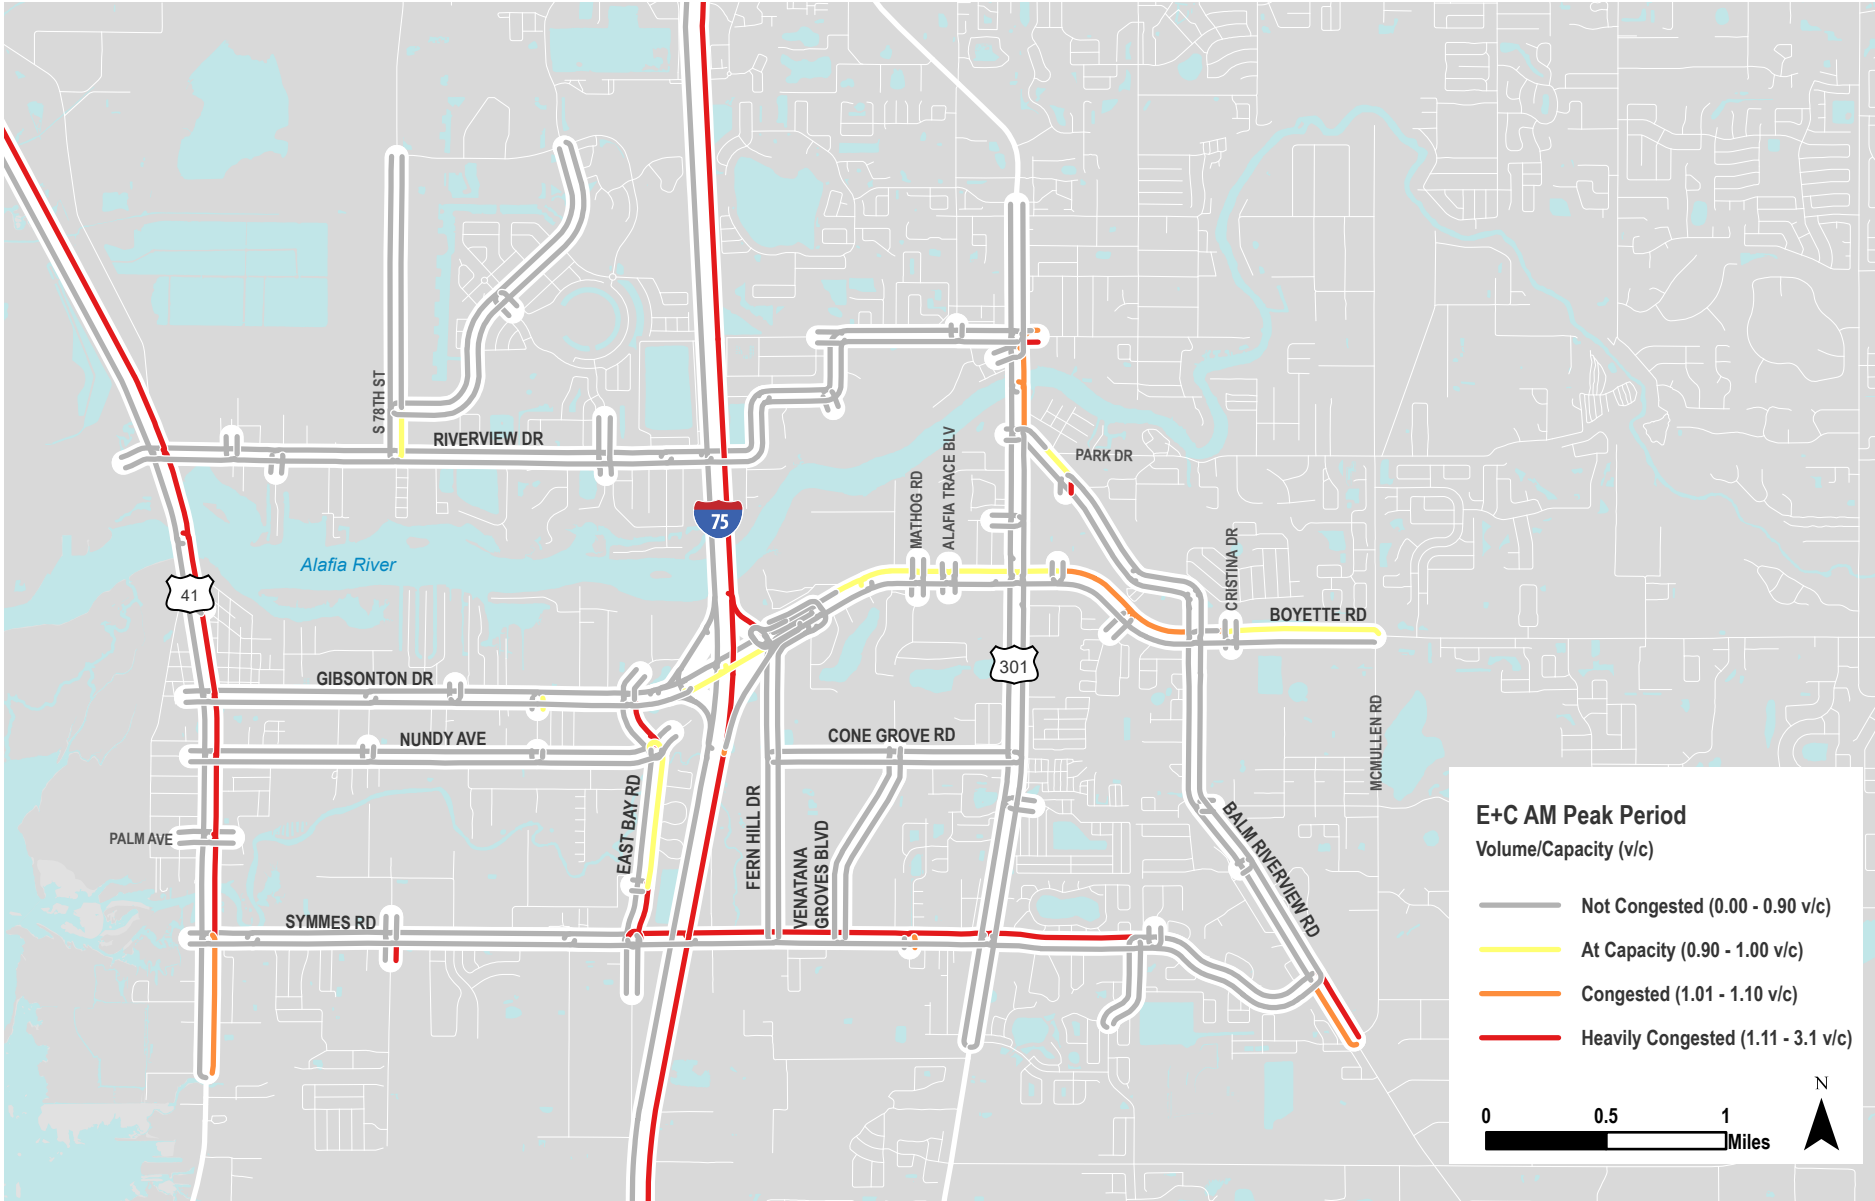 S 78TH ST
RIVERVIEW DR
PARK DR
MATHOG RD
ALAFIA TRACE BLV
75
Alafia River
41
CRISTINA DR
BOYETTE RD
301
GIBSONTON DR
NUNDY AVE
CONE GROVE RD
MCMULLEN RD
EAST BAY RD
FERN HILL DR
VENATANA
GROVES BLVD
BALM RIVERVIEW RD
PALM AVE
SYMMES RD
E+C AM Peak Period
Volume/Capacity (v/c)
Not Congested (0.00 - 0.90 v/c)
At Capacity (0.90 - 1.00 v/c)
Congested (1.01 - 1.10 v/c)
Heavily Congested (1.11 - 3.1 v/c)
N
0 0.5 1
Miles